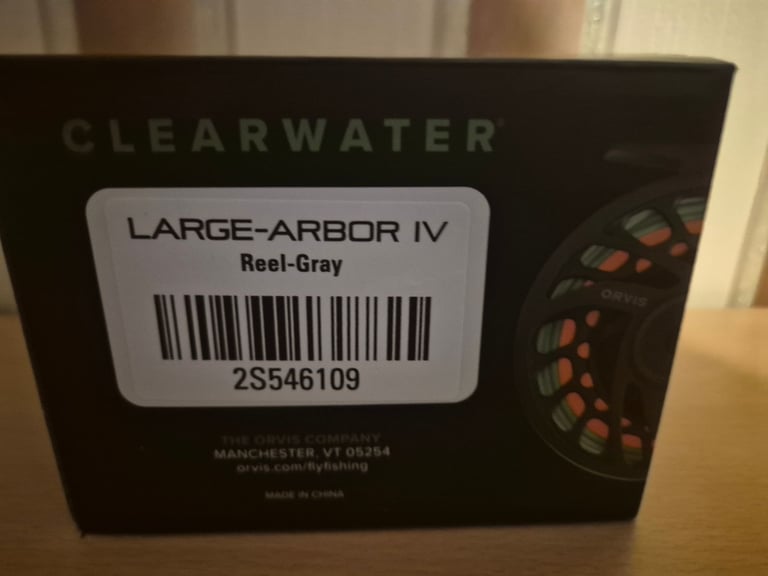 CLEARWATER®
LARGE-ARBOR IV
Reel-Gray
2S546109
ORVIS
THE ORVIS COMPANY
MANCHESTER, VT 05254
orvis.com/flyfishing
MADE IN CHINA